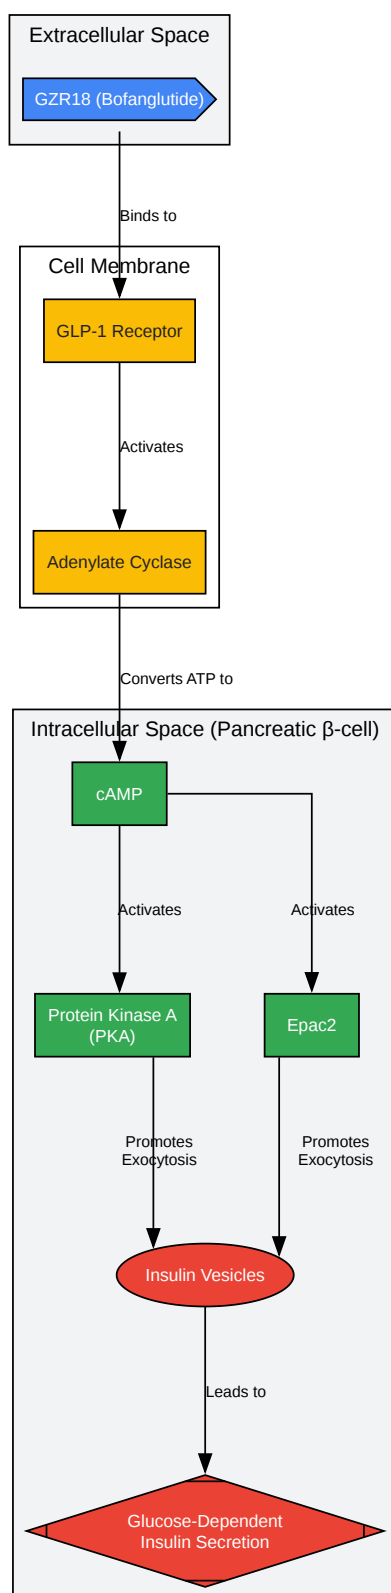 Extracellular Space
GZR18 (Bofanglutide)
Binds to
Cell Membrane
GLP-1 Receptor
Activates
Adenylate Cyclase
Converts ATP to
Intracellular Space (Pancreatic β-cell)
cAMP
Activates
Activates
Protein Kinase A
(PKA)
Epac2
Promotes
Exocytosis
Promotes
Exocytosis
Insulin Vesicles
Leads to
Glucose-Dependent
Insulin Secretion